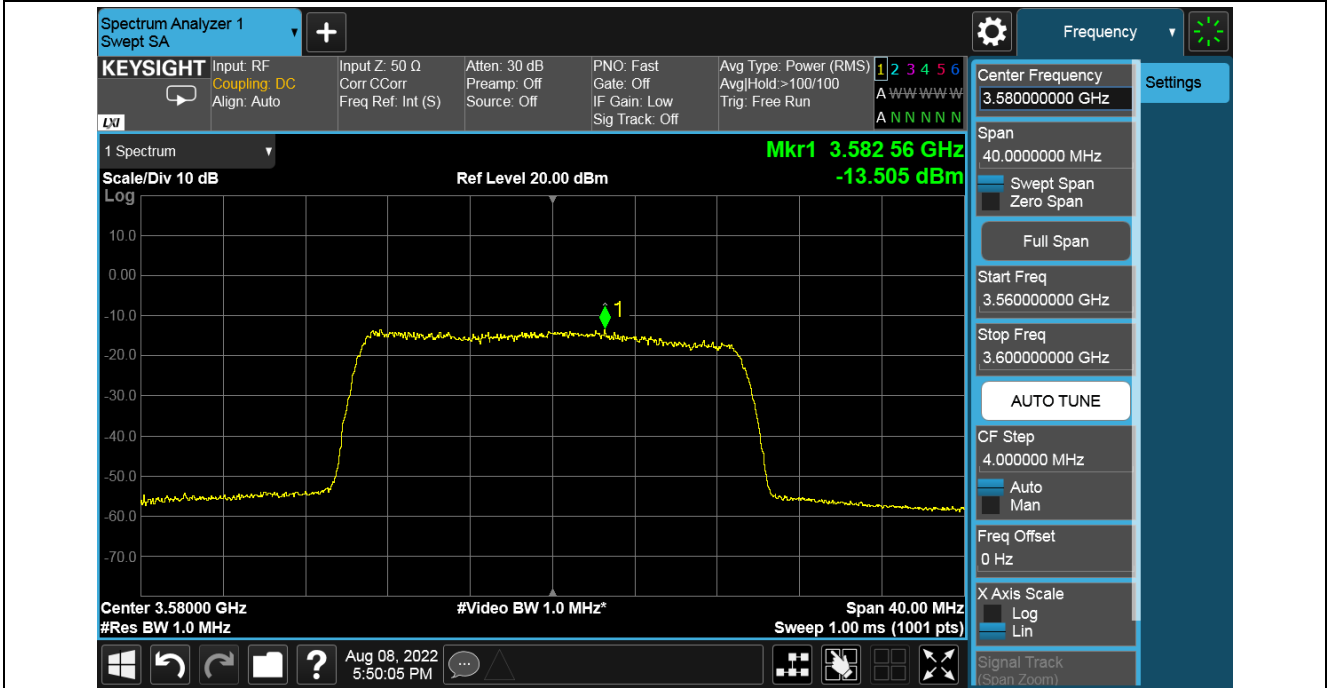 Spectrum Analyzer 1
Swept SA
+
Frequency
KEYSIGHT
LXI
Input: RF
Coupling: DC
Align: Auto
Input Z: 50 Ω
Corr CCorr
Freq Ref: Int (S)
Atten: 30 dB
Preamp: Off
Source: Off
PNO: Fast
Gate: Off
IF Gain: Low
Sig Track: Off
Avg Type: Power (RMS)
Avg|Hold:>100/100
Trig: Free Run
1 2 3 4 5 6
A W W W W W
A N N N N N
Center Frequency
3.580000000 GHz
Settings
Span
40.0000000 MHz
Swept Span
Zero Span
Full Span
Start Freq
3.560000000 GHz
Stop Freq
3.600000000 GHz
AUTO TUNE
CF Step
4.000000 MHz
Auto
Man
Freq Offset
0 Hz
X Axis Scale
Log
Lin
Signal Track
(Span Zoom)
1 Spectrum
Mkr1 3.582 56 GHz
-13.505 dBm
Scale/Div 10 dB
Ref Level 20.00 dBm
Log
10.0
0.00
-10.0
-20.0
-30.0
-40.0
-50.0
-60.0
-70.0
1
Center 3.58000 GHz
#Video BW 1.0 MHz*
Span 40.00 MHz
#Res BW 1.0 MHz
Sweep 1.00 ms (1001 pts)
?
Aug 08, 2022
5:50:05 PM